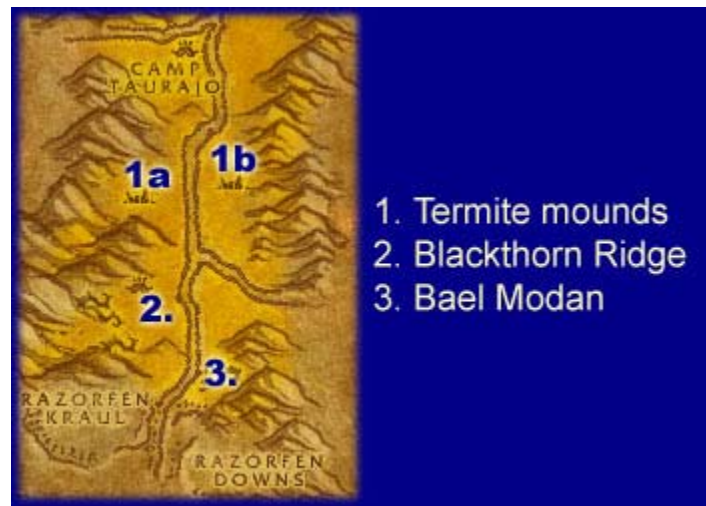 CAMP
TAURAJO
1a
1b
2.
3.
RAZORFEN
KRAUL
RAZORFEN
DOWNS
1. Termite mounds
2. Blackthorn Ridge
3. Bael Modan